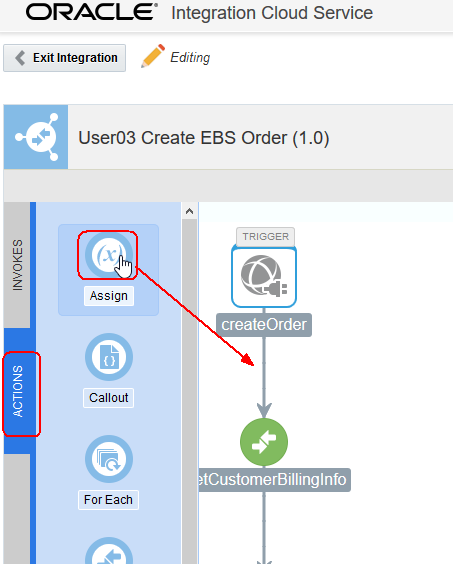 ORACLE® Integration Cloud Service
Exit Integration
Editing
User03 Create EBS Order (1.0)
INVOKES
ACTIONS
(x)
Assign
{}
Callout
For Each
TRIGGER
createOrder
etCustomerBillingInfo